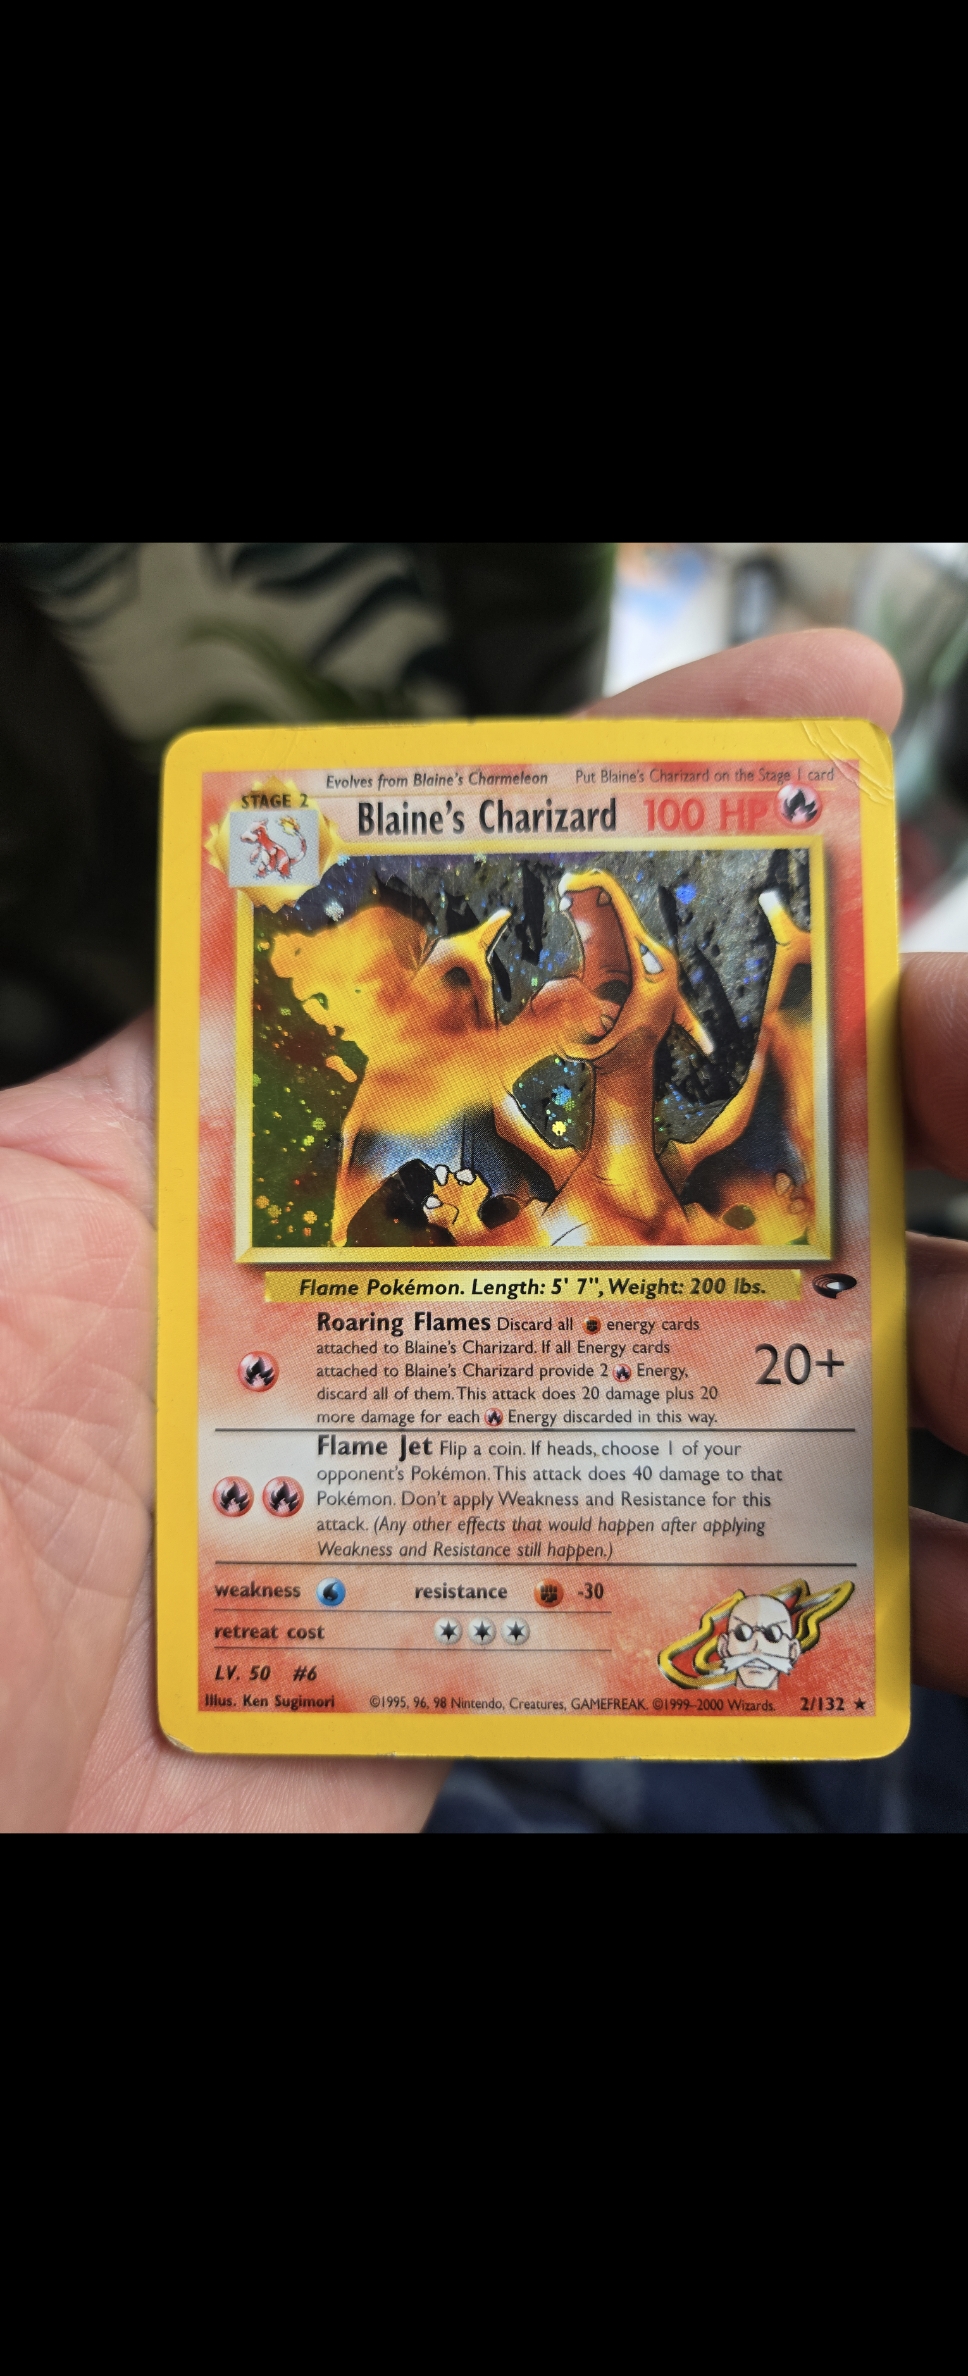 Evolves from Blaine's Charmeleon Put Blaine's Charizard on the Stage 1 card
STAGE 2
Blaine's Charizard 100 HP
Flame Pokémon. Length: 5' 7", Weight: 200 lbs.
Roaring Flames Discard all energy cards
attached to Blaine's Charizard. If all Energy cards
attached to Blaine's Charizard provide 2 Energy,
discard all of them. This attack does 20 damage plus 20
more damage for each Energy discarded in this way.
20+
Flame Jet Flip a coin. If heads, choose 1 of your
opponent's Pokémon. This attack does 40 damage to that
Pokémon. Don't apply Weakness and Resistance for this
attack. (Any other effects that would happen after applying
Weakness and Resistance still happen.)
weakness resistance -30
retreat cost
LV. 50 #6
Illus. Ken Sugimori ©1995, 96, 98 Nintendo, Creatures, GAMEFREAK. ©1999-2000 Wizards. 2/132 ★